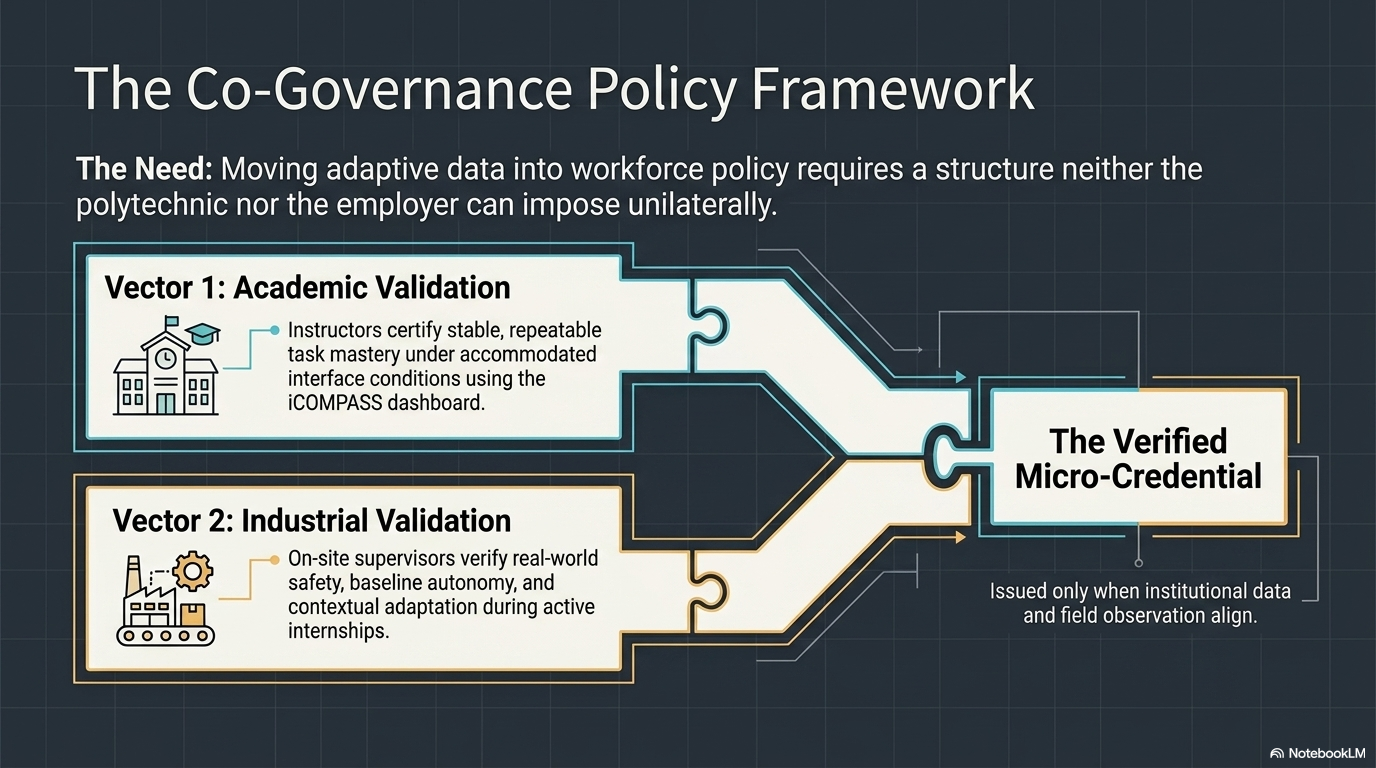 The Co-Governance Policy Framework
The Need: Moving adaptive data into workforce policy requires a structure neither the
polytechnic nor the employer can impose unilaterally.
Vector 1: Academic Validation
Instructors certify stable, repeatable
task mastery under accommodated
interface conditions using the
iCOMPASS dashboard.
Vector 2: Industrial Validation
On-site supervisors verify real-world
safety, baseline autonomy, and
contextual adaptation during active
internships.
The Verified
Micro-Credential
Issued only when institutional data
and field observation align.
NotebookLM